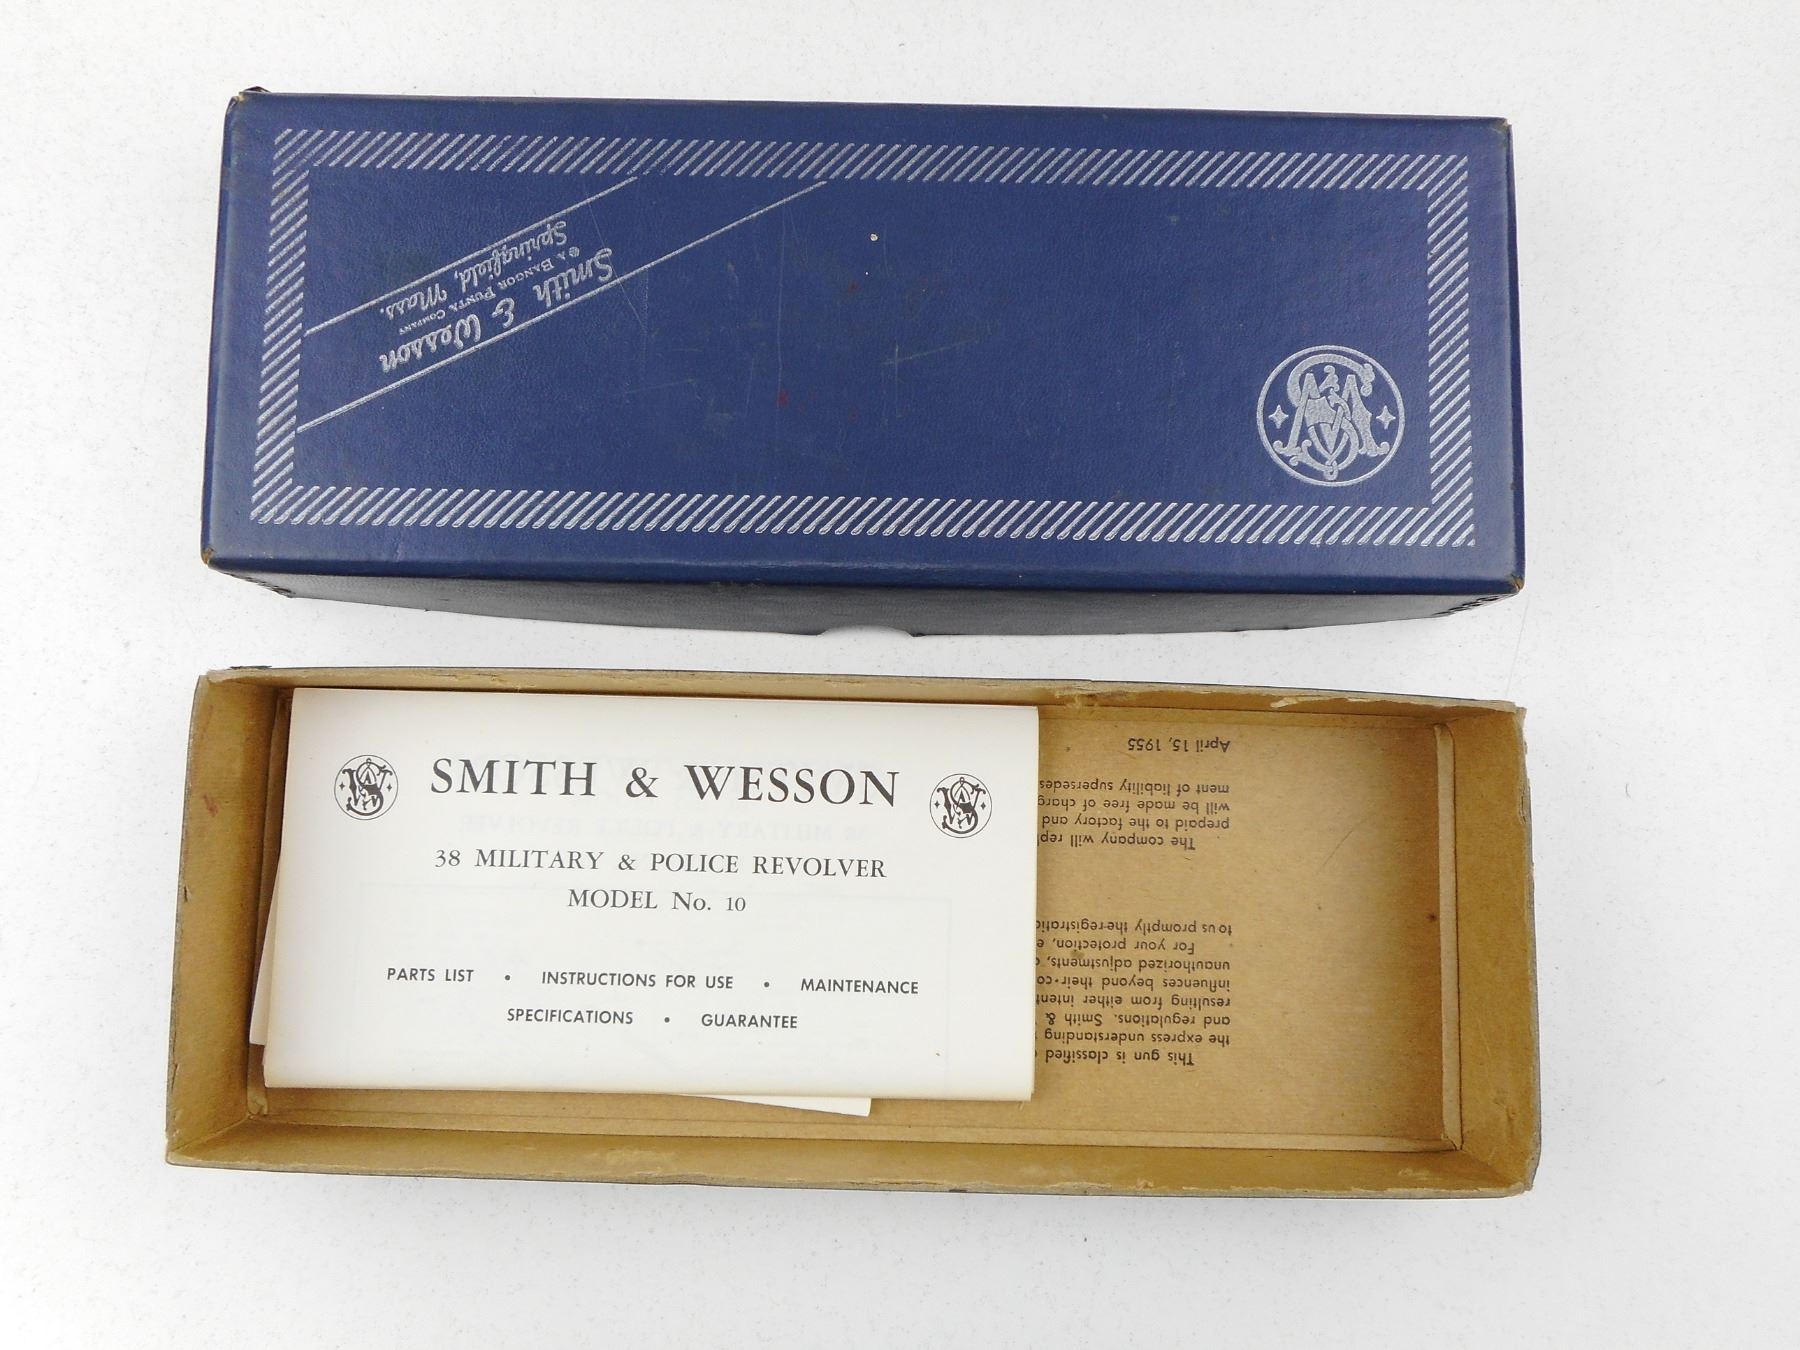 Smith & Wesson
A BANGOR PUNTA COMPANY
Springfield, Mass.
SMITH & WESSON
38 MILITARY & POLICE REVOLVER
MODEL No. 10
PARTS LIST • INSTRUCTIONS FOR USE • MAINTENANCE
SPECIFICATIONS • GUARANTEE
This gun is classified
the express understanding
and regulations. Smith &
resulting from either intent
influences beyond their co
unauthorized adjustments,
For your protection,
to us promptly the registratio
The company will repl
prepaid to the factory and
will be made free of charg
ment of liability supersedes
April 15, 1955